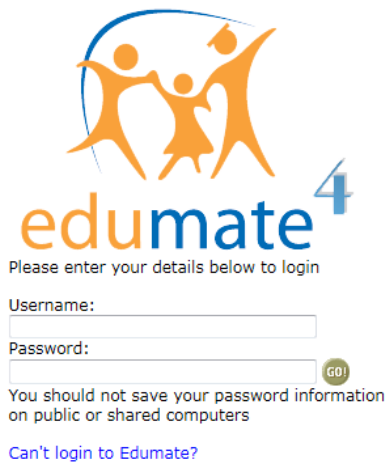 edumate 4
Please enter your details below to login
Username:
Password:
GO!
You should not save your password information
on public or shared computers
Can't login to Edumate?